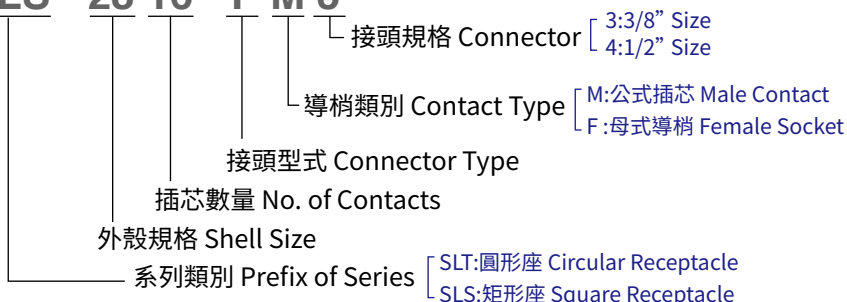 接頭規格 Connector
3:3/8” Size
4:1/2” Size
導梢類別 Contact Type
M:公式插芯 Male Contact
F :母式導梢 Female Socket
接頭型式 Connector Type
插芯數量 No. of Contacts
外殼規格 Shell Size
系列類別 Prefix of Series
SLT:圓形座 Circular Receptacle
SLS:矩形座 Square Receptacle